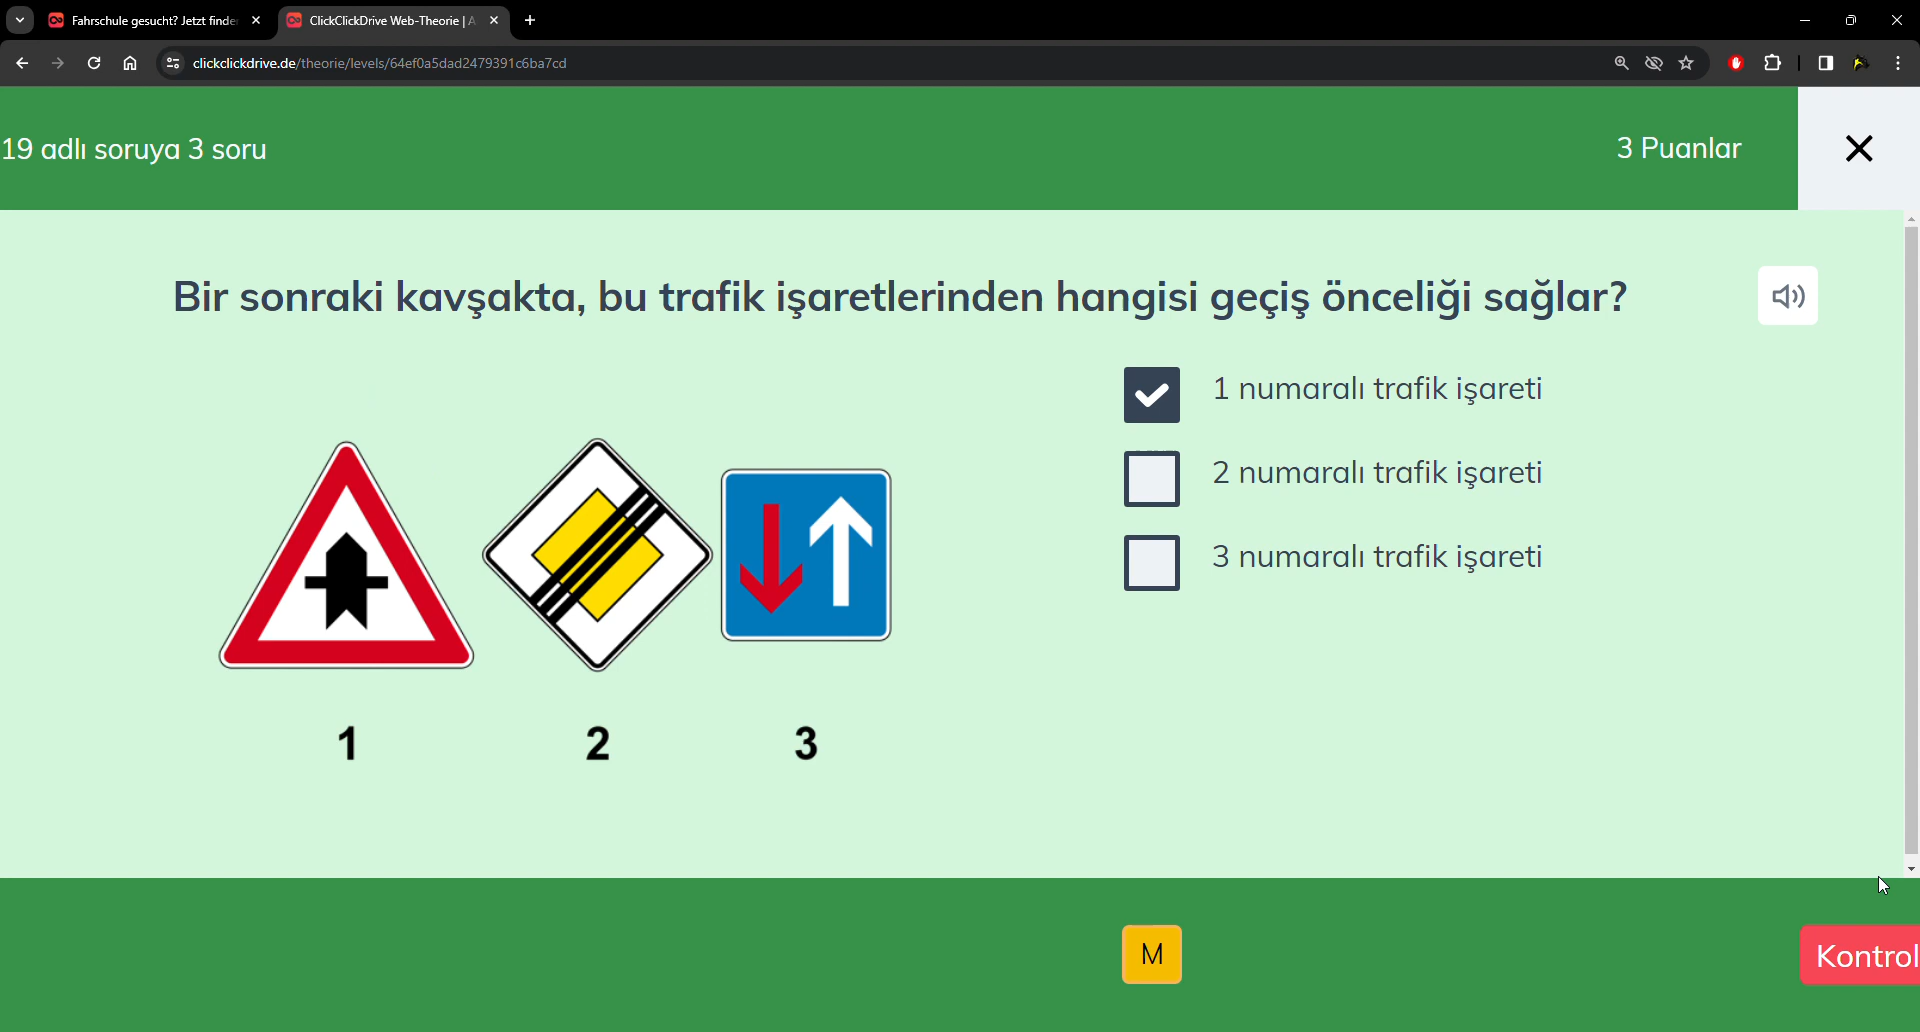 Fahrschule gesucht? Jetzt finde
ClickClickDrive Web-Theorie | A
clickclickdrive.de/theorie/levels/64ef0a5dad2479391c6ba7cd
19 adlı soruya 3 soru
3 Puanlar
Bir sonraki kavşakta, bu trafik işaretlerinden hangisi geçiş önceliği sağlar?
1 numaralı trafik işareti
2 numaralı trafik işareti
3 numaralı trafik işareti
1 2 3
M
Kontrol